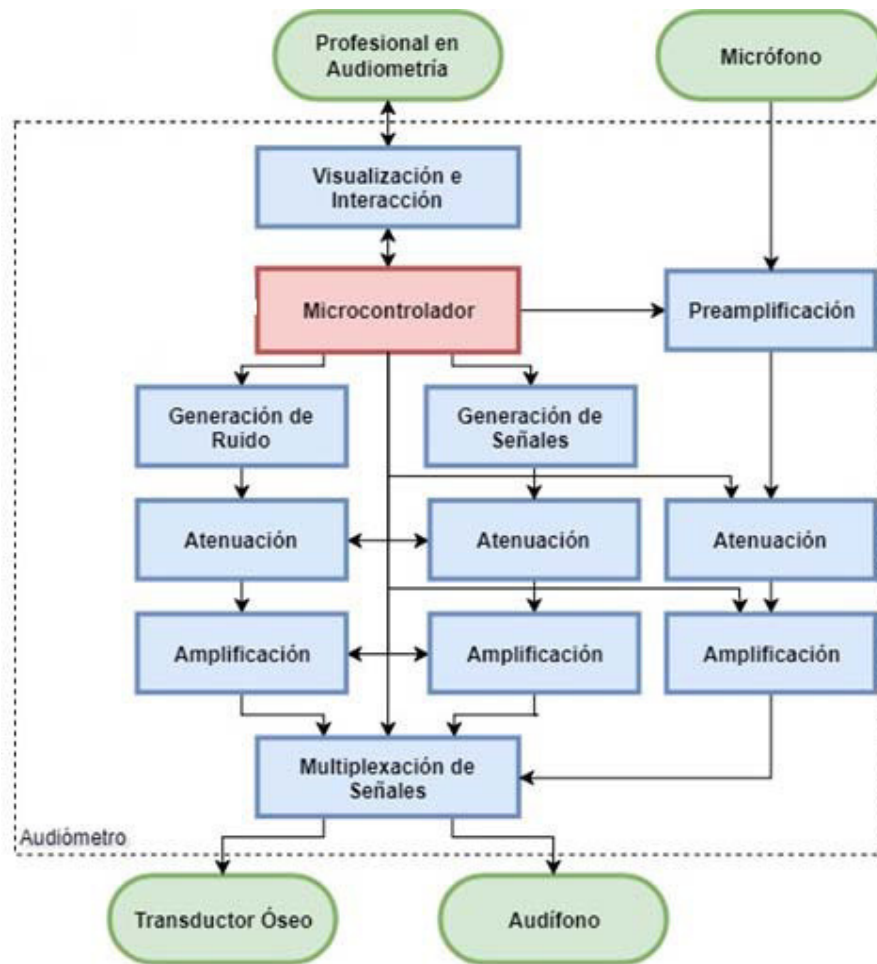 Profesional en
Audiometría
Micrófono
Visualización e
Interacción
Microcontrolador
Preamplificación
Generación de
Ruido
Generación de
Señales
Atenuación
Atenuación
Atenuación
Amplificación
Amplificación
Amplificación
Multiplexación de
Señales
Audiómetro
Transductor Óseo
Audífono